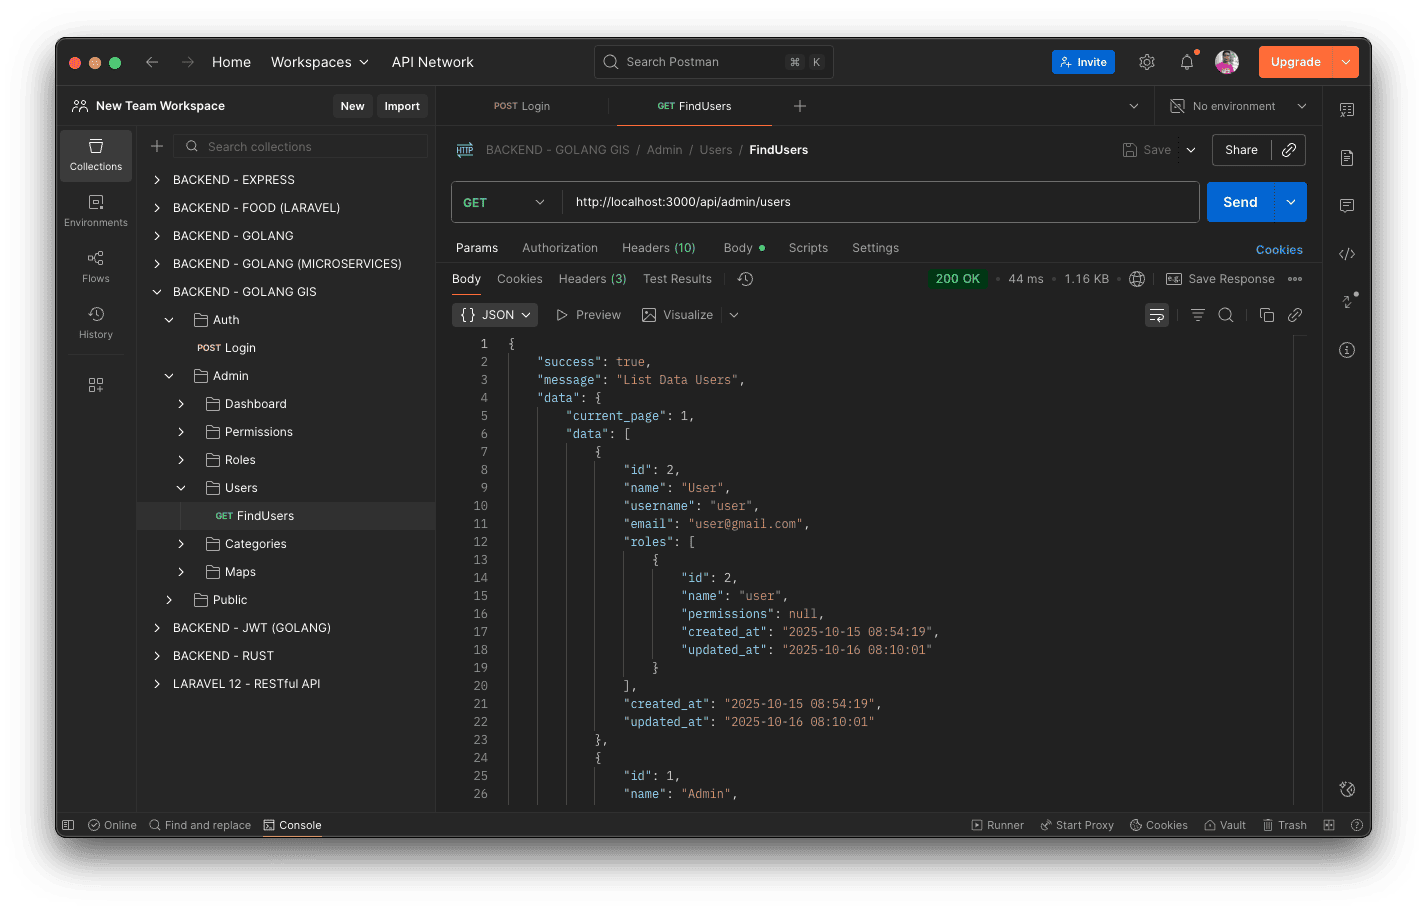 Home Workspaces API Network Search Postman ⌘ K Invite Upgrade
New Team Workspace New Import POST Login GET FindUsers No environment
Collections
Environments
Flows
History
Search collections
BACKEND - EXPRESS
BACKEND - FOOD (LARAVEL)
BACKEND - GOLANG
BACKEND - GOLANG (MICROSERVICES)
BACKEND - GOLANG GIS
Auth
POST Login
Admin
Dashboard
Permissions
Roles
Users
GET FindUsers
Categories
Maps
Public
BACKEND - JWT (GOLANG)
BACKEND - RUST
LARAVEL 12 - RESTful API
HTTP BACKEND - GOLANG GIS / Admin / Users / FindUsers Save Share
GET http://localhost:3000/api/admin/users Send
Params Authorization Headers (10) Body Scripts Settings Cookies
Body Cookies Headers (3) Test Results 200 OK • 44 ms • 1.16 KB • e.g. Save Response
{} JSON Preview Visualize
1 {
2 "success": true,
3 "message": "List Data Users",
4 "data": {
5 "current_page": 1,
6 "data": [
7 {
8 "id": 2,
9 "name": "User",
10 "username": "user",
11 "email": "user@gmail.com",
12 "roles": [
13 {
14 "id": 2,
15 "name": "user",
16 "permissions": null,
17 "created_at": "2025-10-15 08:54:19",
18 "updated_at": "2025-10-16 08:10:01"
19 }
20 ],
21 "created_at": "2025-10-15 08:54:19",
22 "updated_at": "2025-10-16 08:10:01"
23 },
24 {
25 "id": 1,
26 "name": "Admin",
Online Find and replace Console Runner Start Proxy Cookies Vault Trash